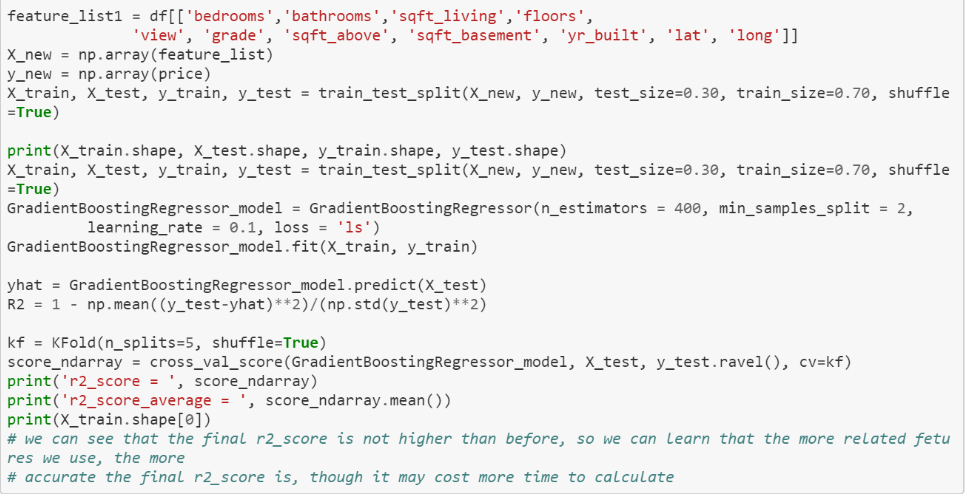 feature_list1 = df[['bedrooms','bathrooms','sqft_living','floors',
              'view', 'grade', 'sqft_above', 'sqft_basement', 'yr_built', 'lat', 'long']]
X_new = np.array(feature_list)
y_new = np.array(price)
X_train, X_test, y_train, y_test = train_test_split(X_new, y_new, test_size=0.30, train_size=0.70, shuffle
=True)

print(X_train.shape, X_test.shape, y_train.shape, y_test.shape)
X_train, X_test, y_train, y_test = train_test_split(X_new, y_new, test_size=0.30, train_size=0.70, shuffle
=True)
GradientBoostingRegressor_model = GradientBoostingRegressor(n_estimators = 400, min_samples_split = 2,
         learning_rate = 0.1, loss = 'ls')
GradientBoostingRegressor_model.fit(X_train, y_train)

yhat = GradientBoostingRegressor_model.predict(X_test)
R2 = 1 - np.mean((y_test-yhat)**2)/(np.std(y_test)**2)

kf = KFold(n_splits=5, shuffle=True)
score_ndarray = cross_val_score(GradientBoostingRegressor_model, X_test, y_test.ravel(), cv=kf)
print('r2_score = ', score_ndarray)
print('r2_score_average = ', score_ndarray.mean())
print(X_train.shape[0])
# we can see that the final r2_score is not higher than before, so we can learn that the more related fetu
res we use, the more
# accurate the final r2_score is, though it may cost more time to calculate